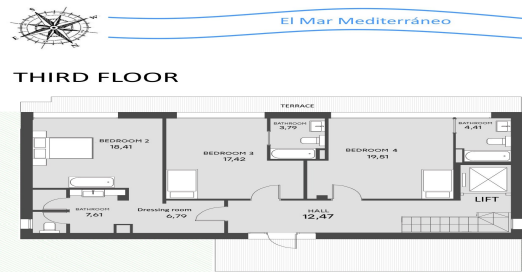 El Mar Mediterráneo
THIRD FLOOR
TERRACE
BATHROOM
3,79
BATHROOM
4,41
BEDROOM 2
18,41
BEDROOM 3
17,42
BEDROOM 4
19,51
LIFT
BATHROOM
7,61
Dressing room
6,79
HALL
12,47